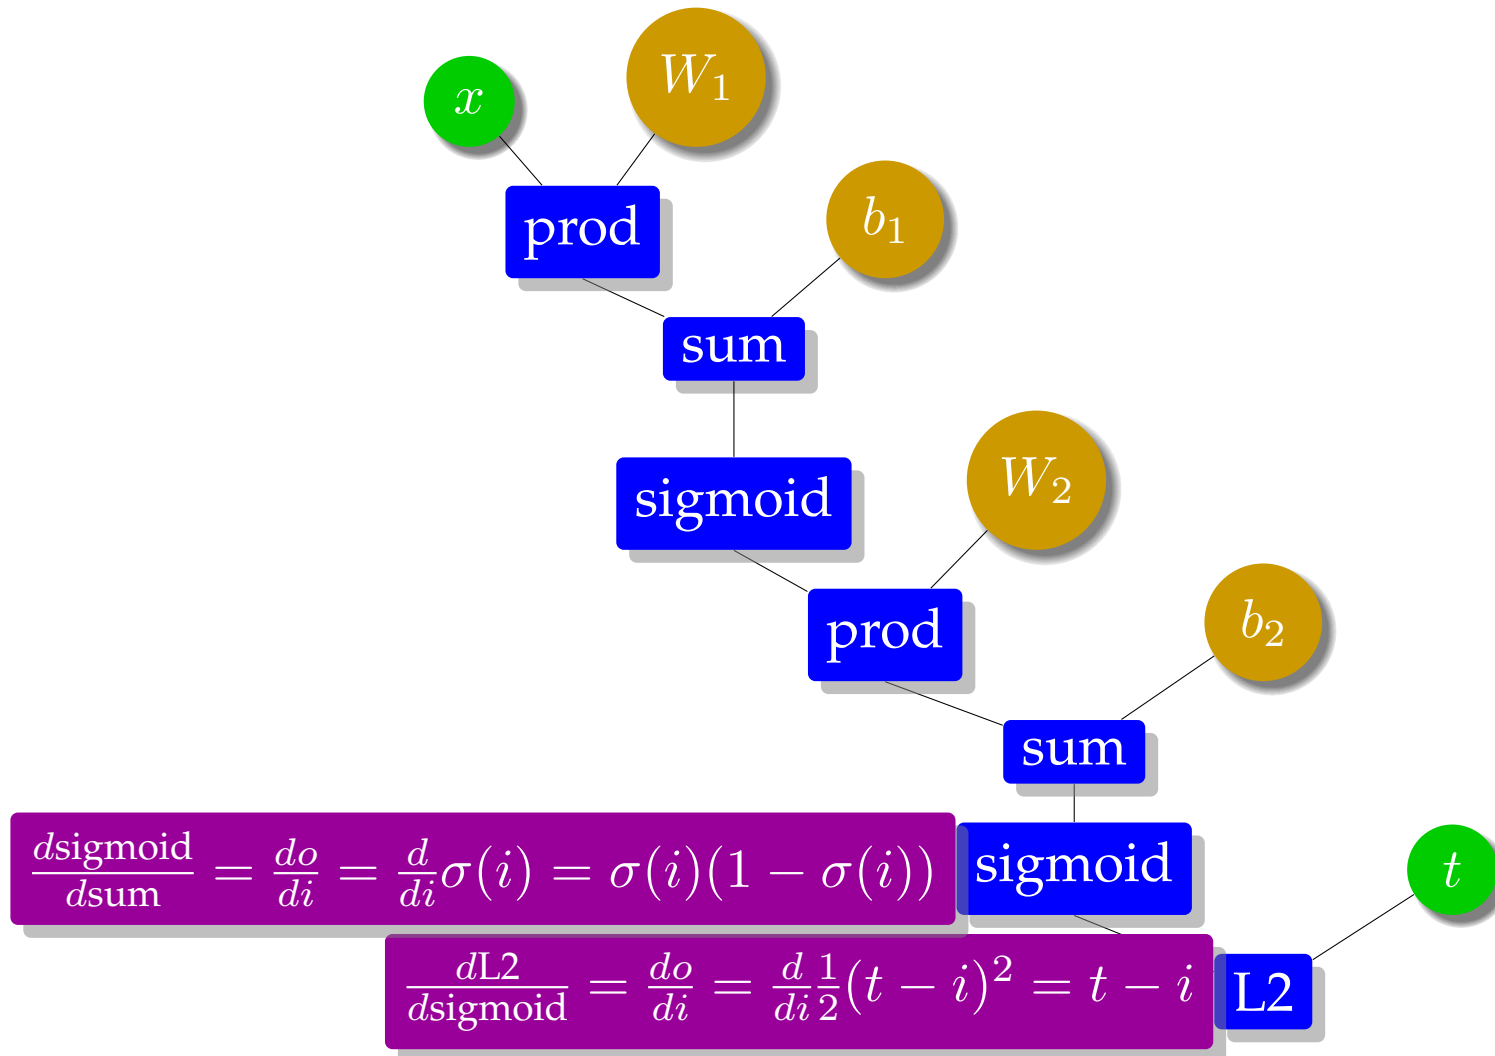 x
W₁
prod
b₁
sum
sigmoid
W₂
prod
b₂
sum
dsigmoid/dsum = do/di = d/di σ(i) = σ(i)(1 − σ(i))
sigmoid
t
dL2/dsigmoid = do/di = d/di 1/2 (t − i)² = t − i
L2